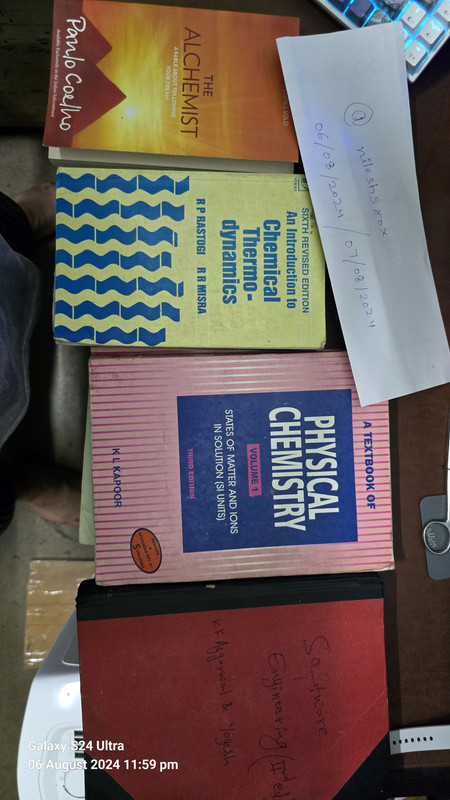 THE
ALCHEMIST
A FABLE ABOUT FOLLOWING
YOUR DREAM
Paulo Coelho
@ nileshsrox
06/08/2024 / 07/08/2024
SIXTH REVISED EDITION
An Introduction to
Chemical
Thermo-
dynamics
R P RASTOGI R R MISRA
A TEXTBOOK OF
PHYSICAL
CHEMISTRY
VOLUME 1
STATES OF MATTER AND IONS
IN SOLUTION (SI UNITS)
THIRD EDITION
K L KAPOOR
Software
Engineering
KK Aggarwal & Yogesh
Galaxy S24 Ultra
06 August 2024 11:59 pm